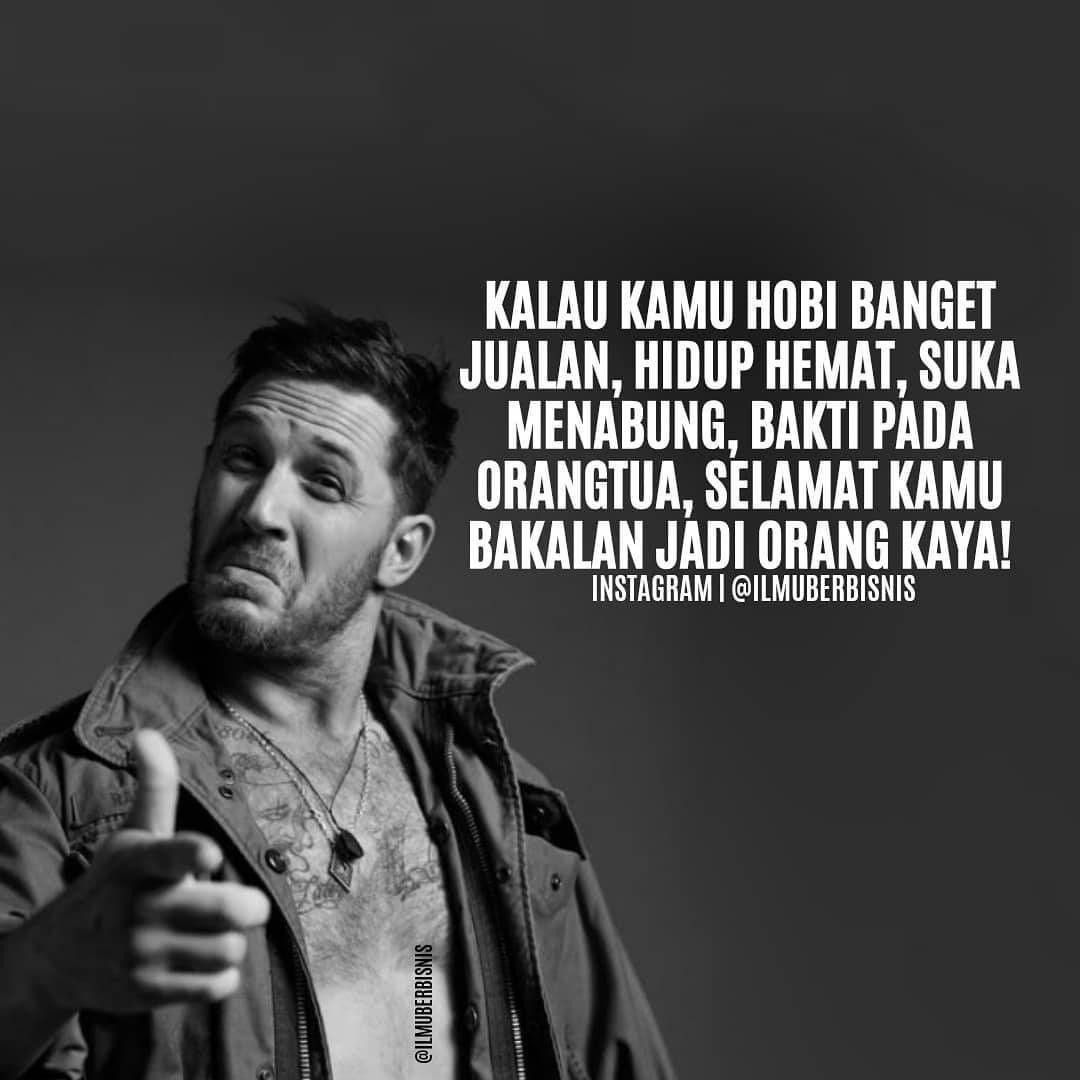 KALAU KAMU HOBI BANGET
JUALAN, HIDUP HEMAT, SUKA
MENABUNG, BAKTI PADA
ORANGTUA, SELAMAT KAMU
BAKALAN JADI ORANG KAYA!
INSTAGRAM | @ILMUBERBISNIS
@ILMUBERBISNIS